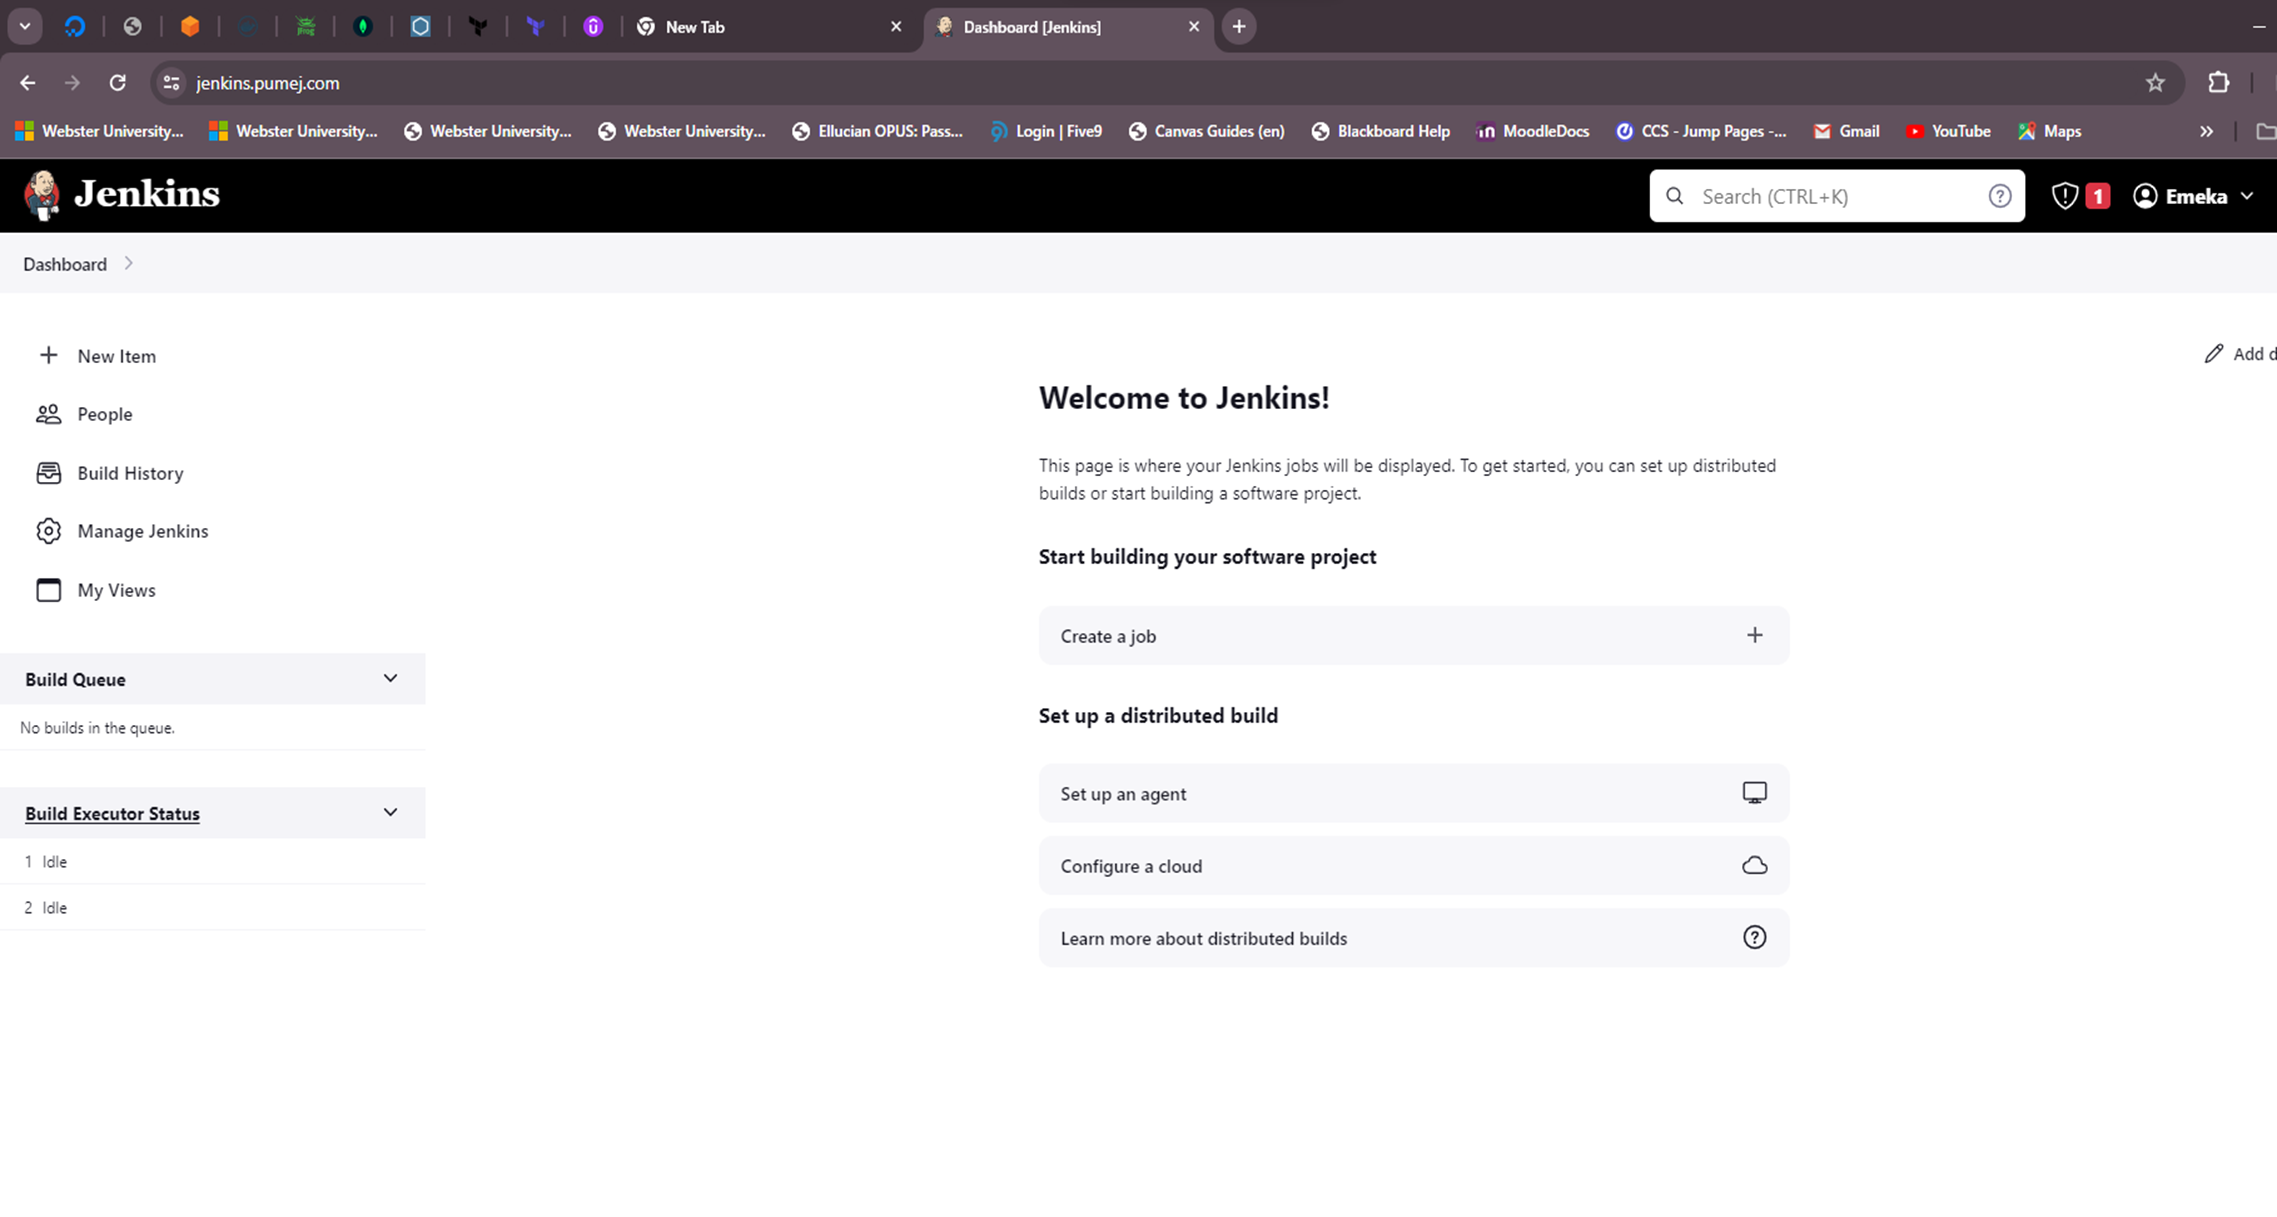 New Tab
Dashboard [Jenkins]
jenkins.pumej.com
Webster University... Webster University... Webster University... Webster University... Ellucian OPUS: Pass... Login | Five9 Canvas Guides (en) Blackboard Help MoodleDocs CCS - Jump Pages -... Gmail YouTube Maps
Jenkins
Search (CTRL+K)
1
Emeka
Dashboard
New Item
People
Build History
Manage Jenkins
My Views
Build Queue
No builds in the queue.
Build Executor Status
1 Idle
2 Idle
Add d
Welcome to Jenkins!
This page is where your Jenkins jobs will be displayed. To get started, you can set up distributed
builds or start building a software project.
Start building your software project
Create a job
Set up a distributed build
Set up an agent
Configure a cloud
Learn more about distributed builds